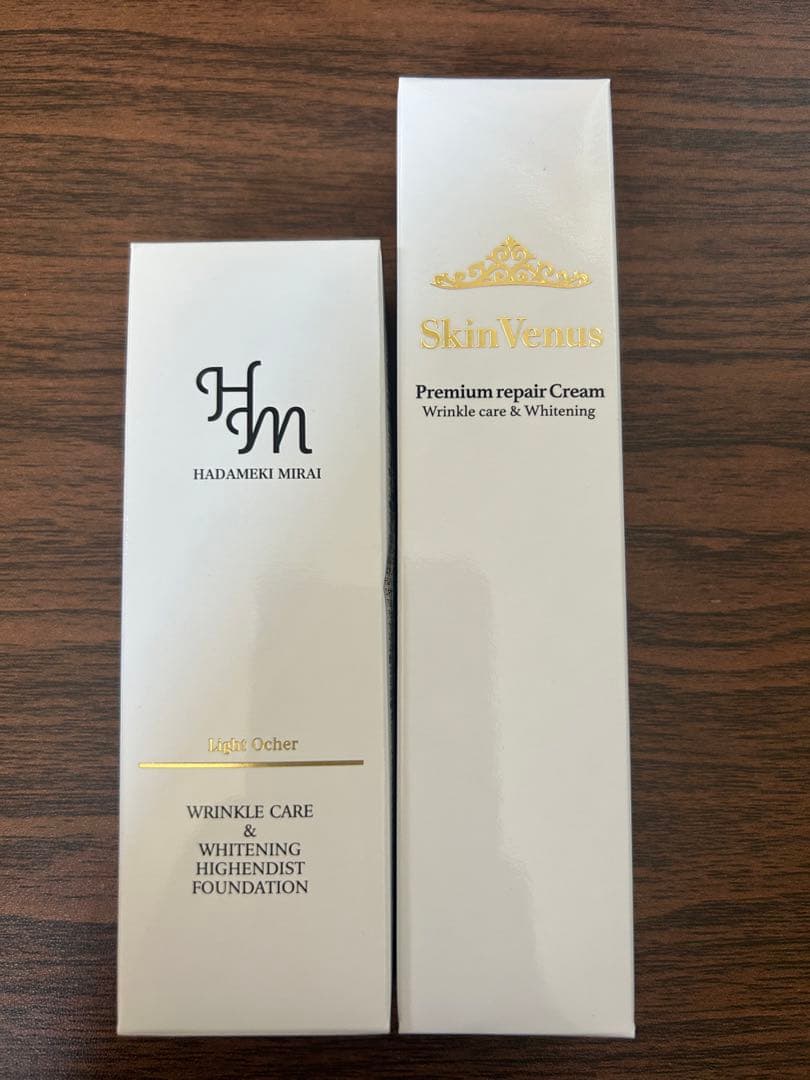 HM
HADAMEKI MIRAI
Light Ocher
WRINKLE CARE
&
WHITENING
HIGHENDIST
FOUNDATION
SkinVenus
Premium repair Cream
Wrinkle care & Whitening